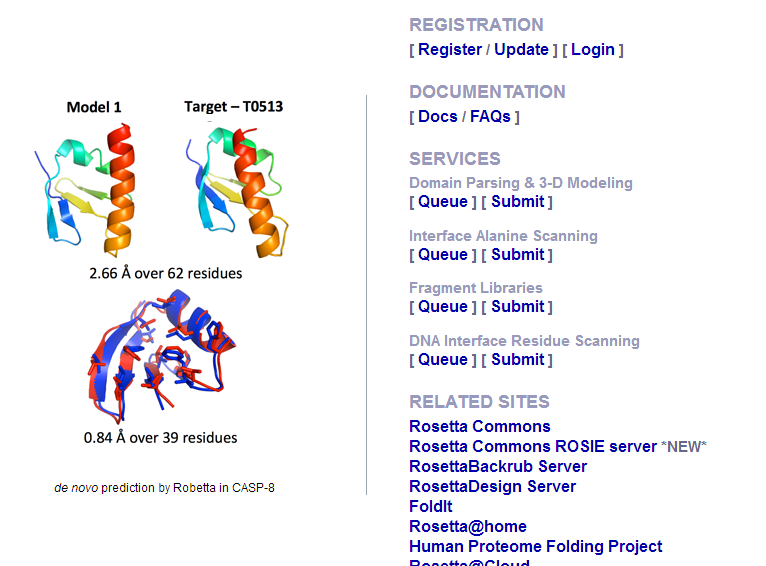 Model 1
Target – T0513
2.66 Å over 62 residues
0.84 Å over 39 residues
de novo prediction by Robetta in CASP-8
REGISTRATION
[ Register / Update ] [ Login ]
DOCUMENTATION
[ Docs / FAQs ]
SERVICES
Domain Parsing & 3-D Modeling
[ Queue ] [ Submit ]
Interface Alanine Scanning
[ Queue ] [ Submit ]
Fragment Libraries
[ Queue ] [ Submit ]
DNA Interface Residue Scanning
[ Queue ] [ Submit ]
RELATED SITES
Rosetta Commons
Rosetta Commons ROSIE server *NEW*
RosettaBackrub Server
RosettaDesign Server
FoldIt
Rosetta@home
Human Proteome Folding Project
Rosetta@Cloud